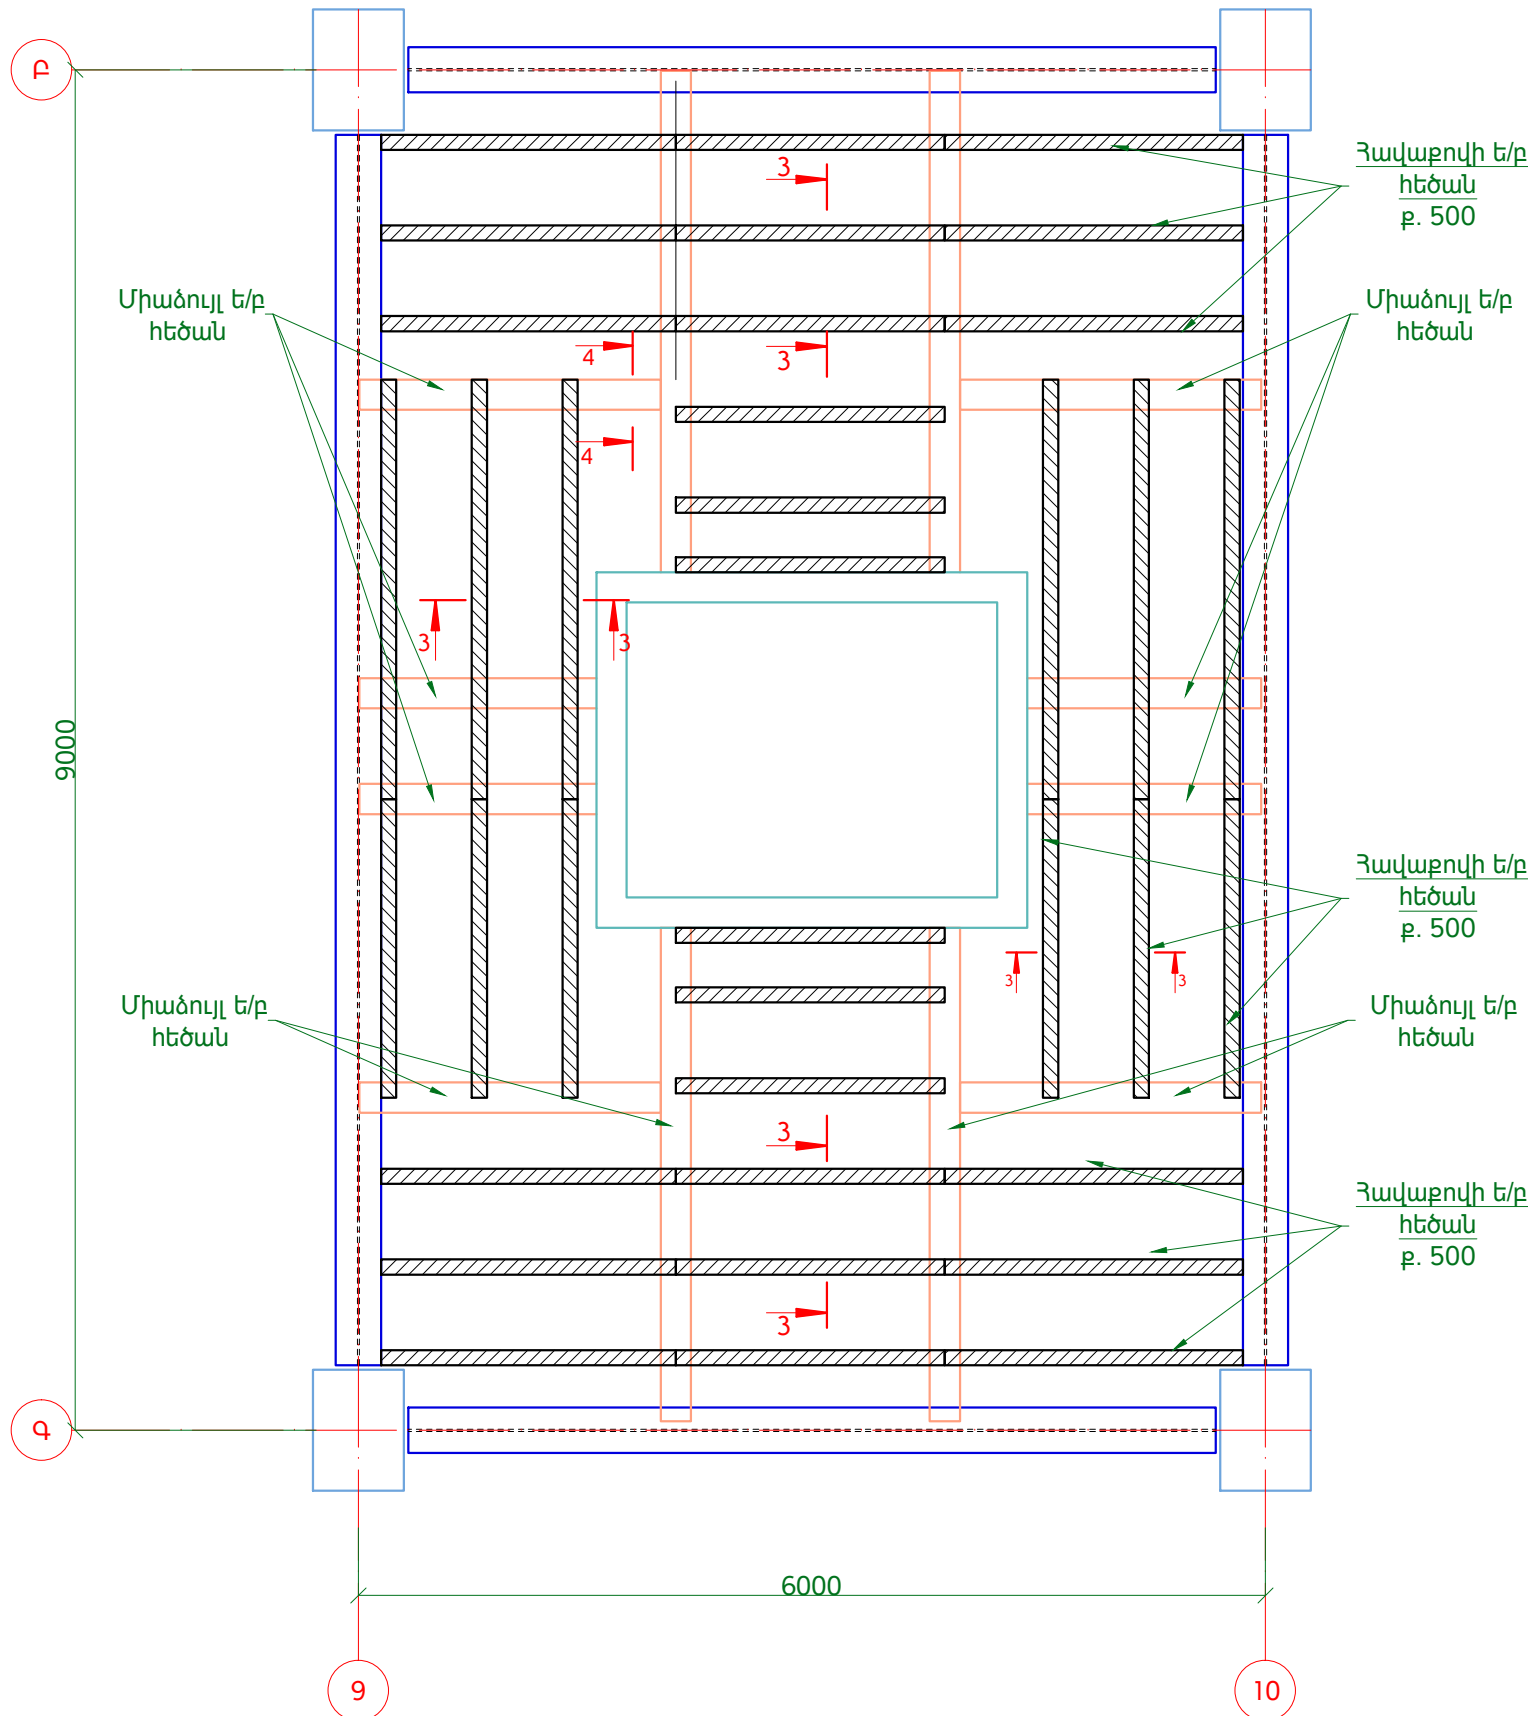 Բ
Հավաքովի ե/բ
հեծան
ք. 500
3
Միաձույլ ե/բ
հեծան
Միաձույլ ե/բ
հեծան
4
3
4
3
3
9000
Հավաքովի ե/բ
հեծան
ք. 500
3
3
Միաձույլ ե/բ
հեծան
Միաձույլ ե/բ
հեծան
3
Հավաքովի ե/բ
հեծան
ք. 500
3
Գ
6000
9
10